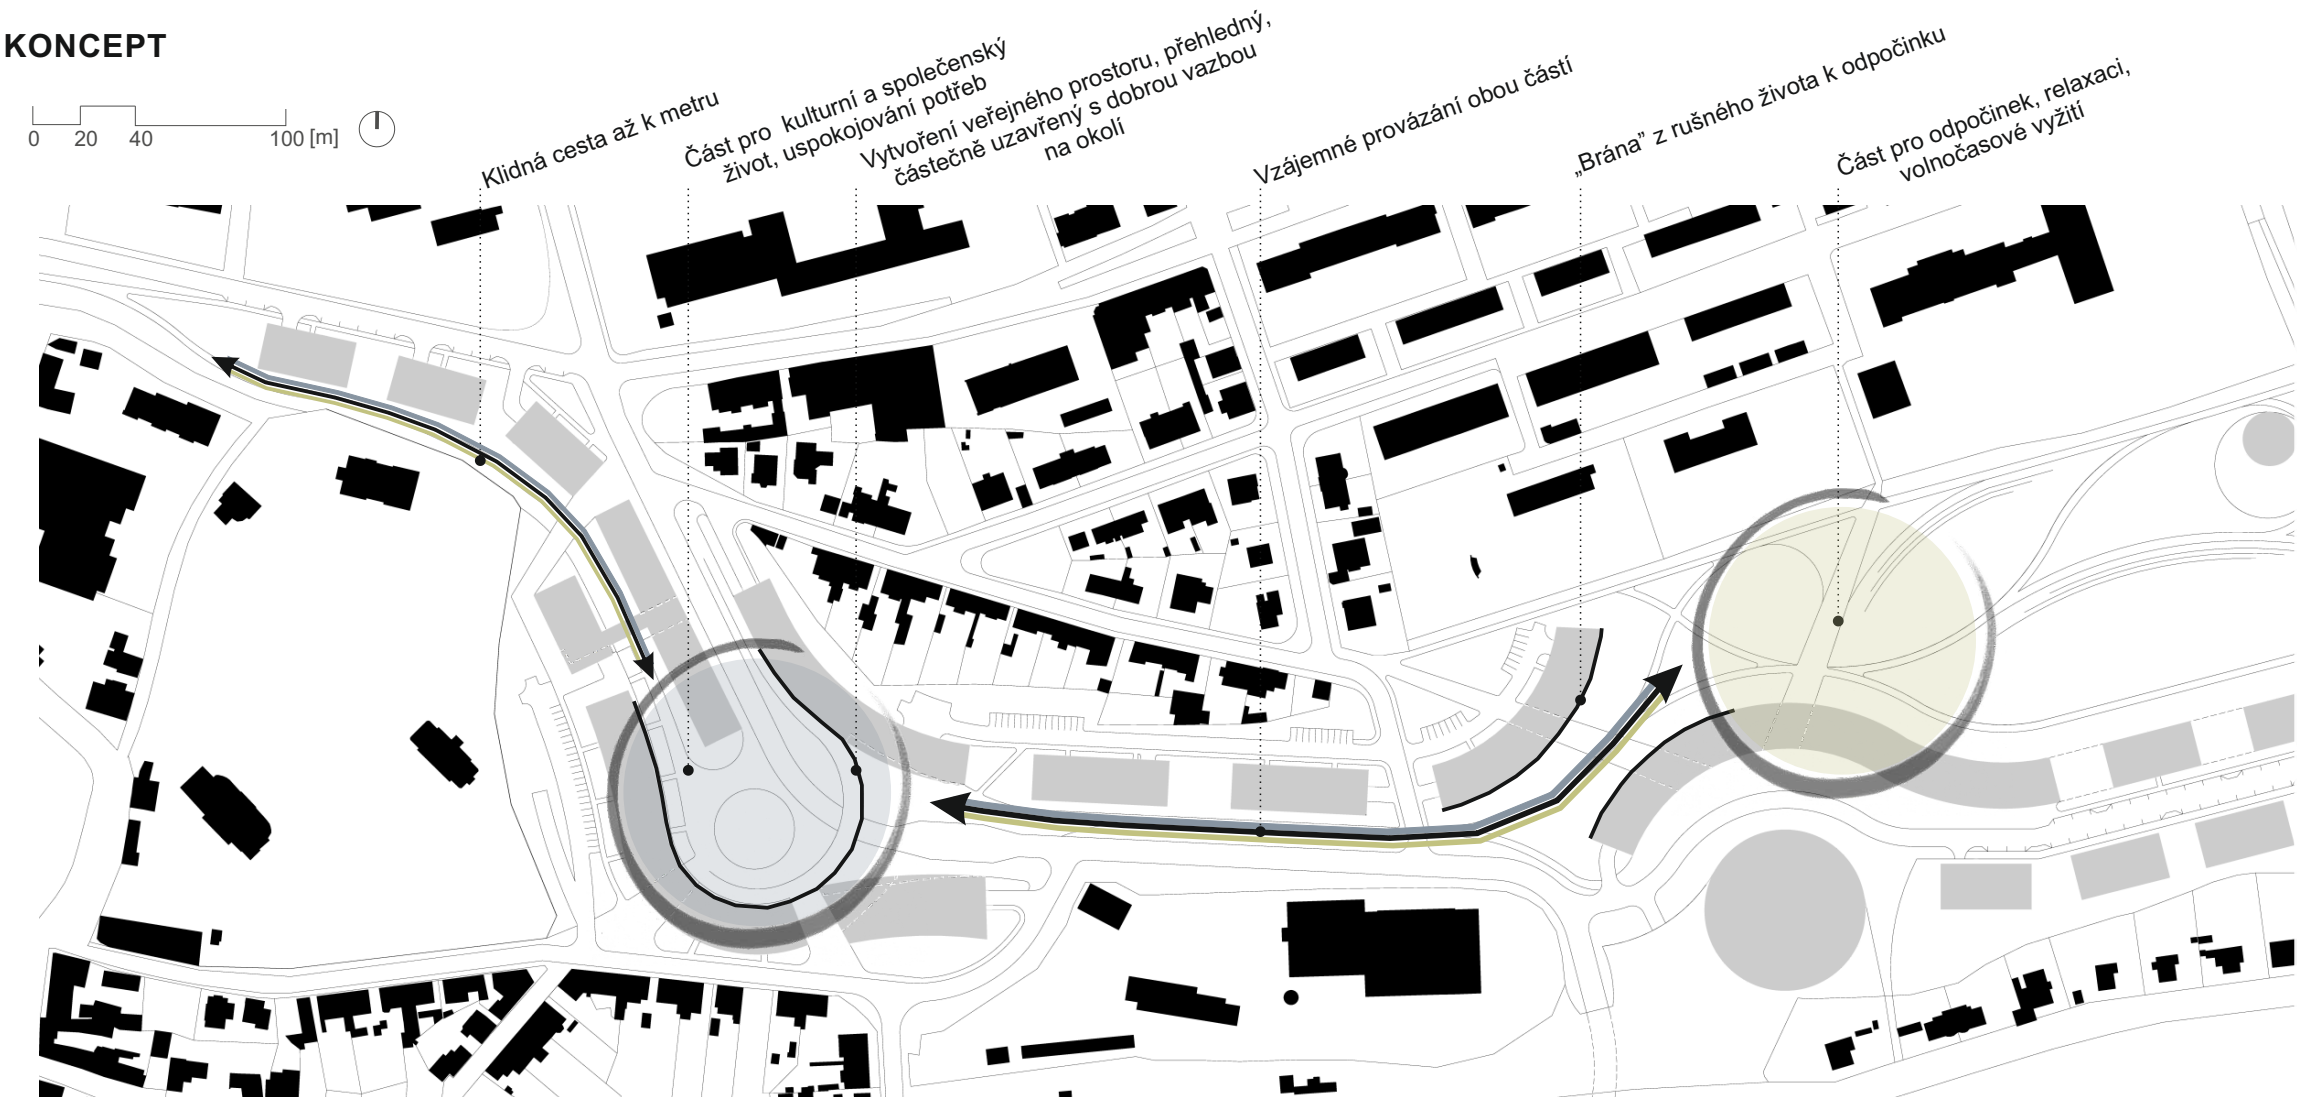 KONCEPT
0 20 40 100 [m]
Klidná cesta až k metru
Část pro kulturní a společenský
život, uspokojování potřeb
Vytvoření veřejného prostoru, přehledný,
částečně uzavřený s dobrou vazbou
na okolí
Vzájemné provázání obou částí
„Brána” z rušného života k odpočinku
Část pro odpočinek, relaxaci,
volnočasové vyžití